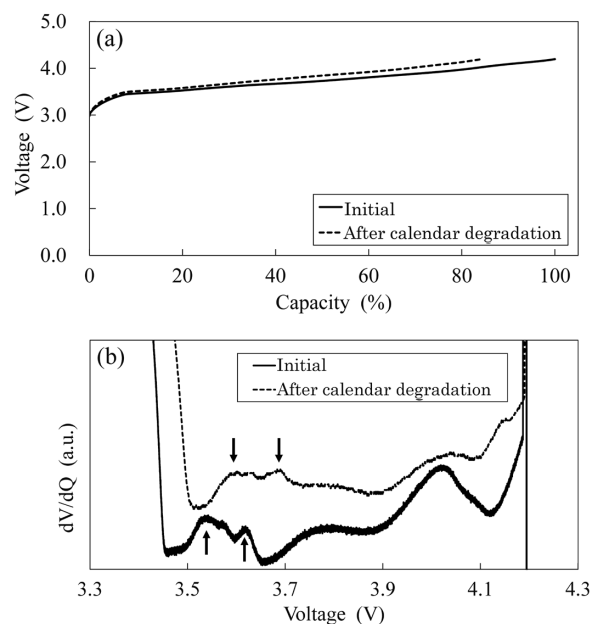 (a)
5.0
4.0
3.0
2.0
1.0
0.0
Voltage (V)
Initial
After calendar degradation
0 20 40 60 80 100
Capacity (%)
(b)
Initial
After calendar degradation
dV/dQ (a.u.)
3.3 3.5 3.7 3.9 4.1 4.3
Voltage (V)